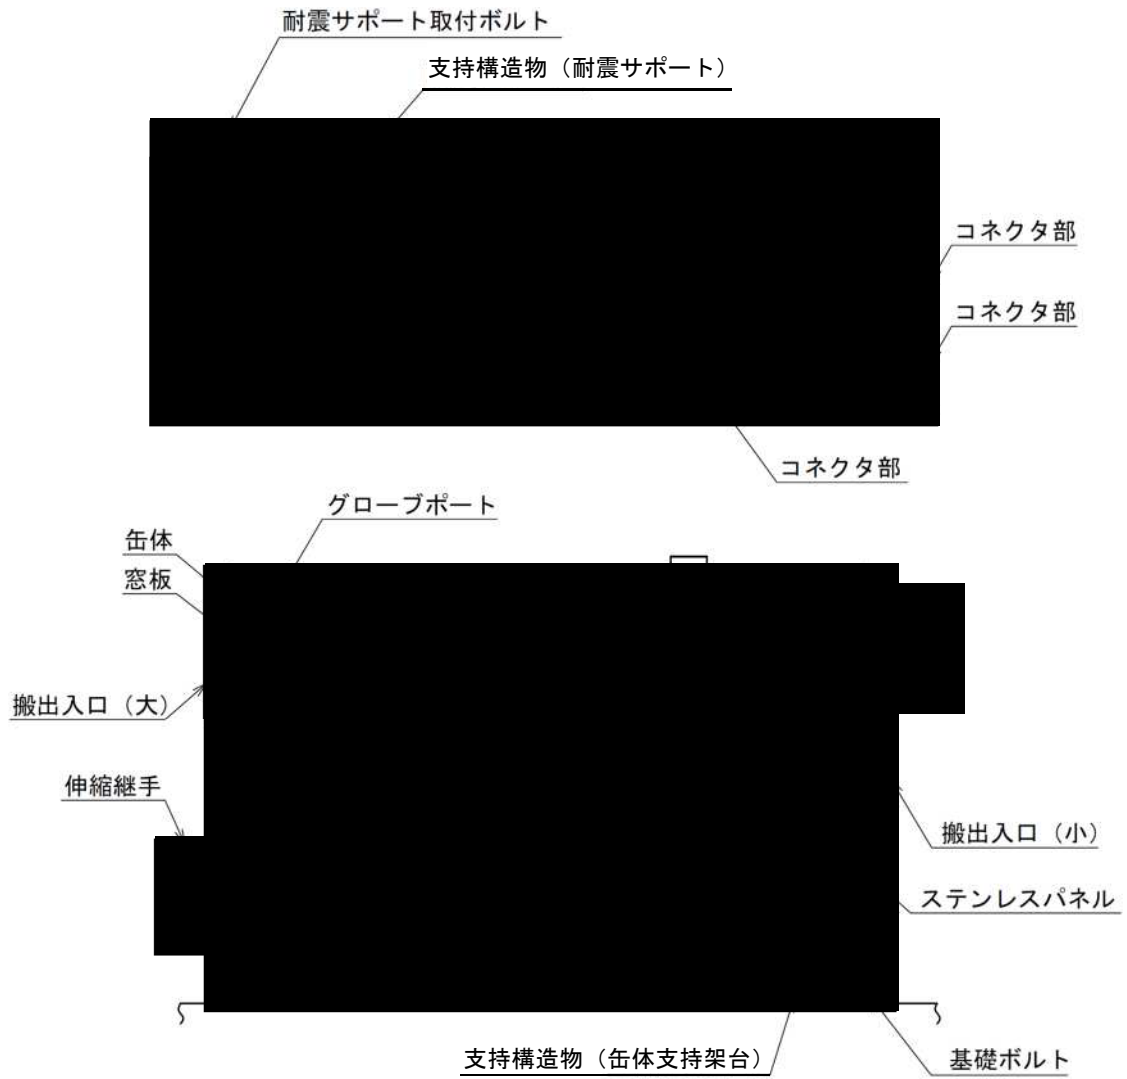 耐震サポート取付ボルト
支持構造物（耐震サポート）
コネクタ部
コネクタ部
コネクタ部
グローブポート
缶体
窓板
搬出入口（大）
伸縮継手
搬出入口（小）
ステンレスパネル
支持構造物（缶体支持架台）
基礎ボルト